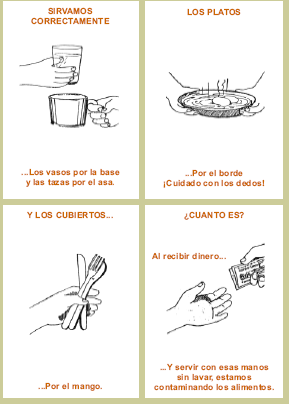 SIRVAMOS
CORRECTAMENTE
...Los vasos por la base
y las tazas por el asa.
LOS PLATOS
...Por el borde
¡Cuidado con los dedos!
Y LOS CUBIERTOS...
...Por el mango.
¿CUANTO ES?
Al recibir dinero...
...Y servir con esas manos
sin lavar, estamos
contaminando los alimentos.